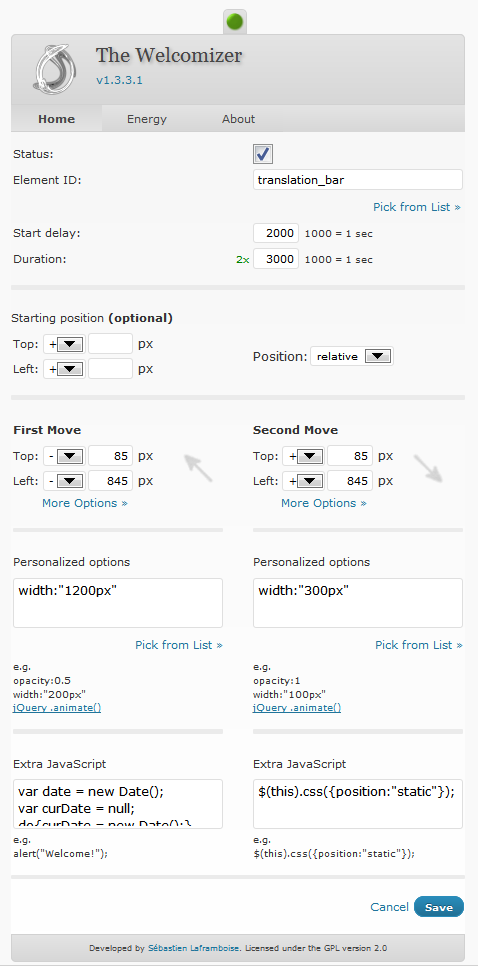 The Welcomizer
v1.3.3.1
Home Energy About
Status:
Element ID: translation_bar
Pick from List »
Start delay: 2000 1000 = 1 sec
Duration: 2x 3000 1000 = 1 sec
Starting position (optional)
Top: + px
Left: + px
Position: relative
First Move
Top: - 85 px
Left: - 845 px
More Options »
Second Move
Top: + 85 px
Left: + 845 px
More Options »
Personalized options
width:"1200px"
Pick from List »
e.g.
opacity:0.5
width:"200px"
jQuery .animate()
Personalized options
width:"300px"
Pick from List »
e.g.
opacity:1
width:"100px"
jQuery .animate()
Extra JavaScript
var date = new Date();
var curDate = null;
do{curDate = new Date();}
e.g.
alert("Welcome!");
Extra JavaScript
$(this).css({position:"static"});
e.g.
$(this).css({position:"static"});
Cancel Save
Developed by Sébastien Laframboise. Licensed under the GPL version 2.0